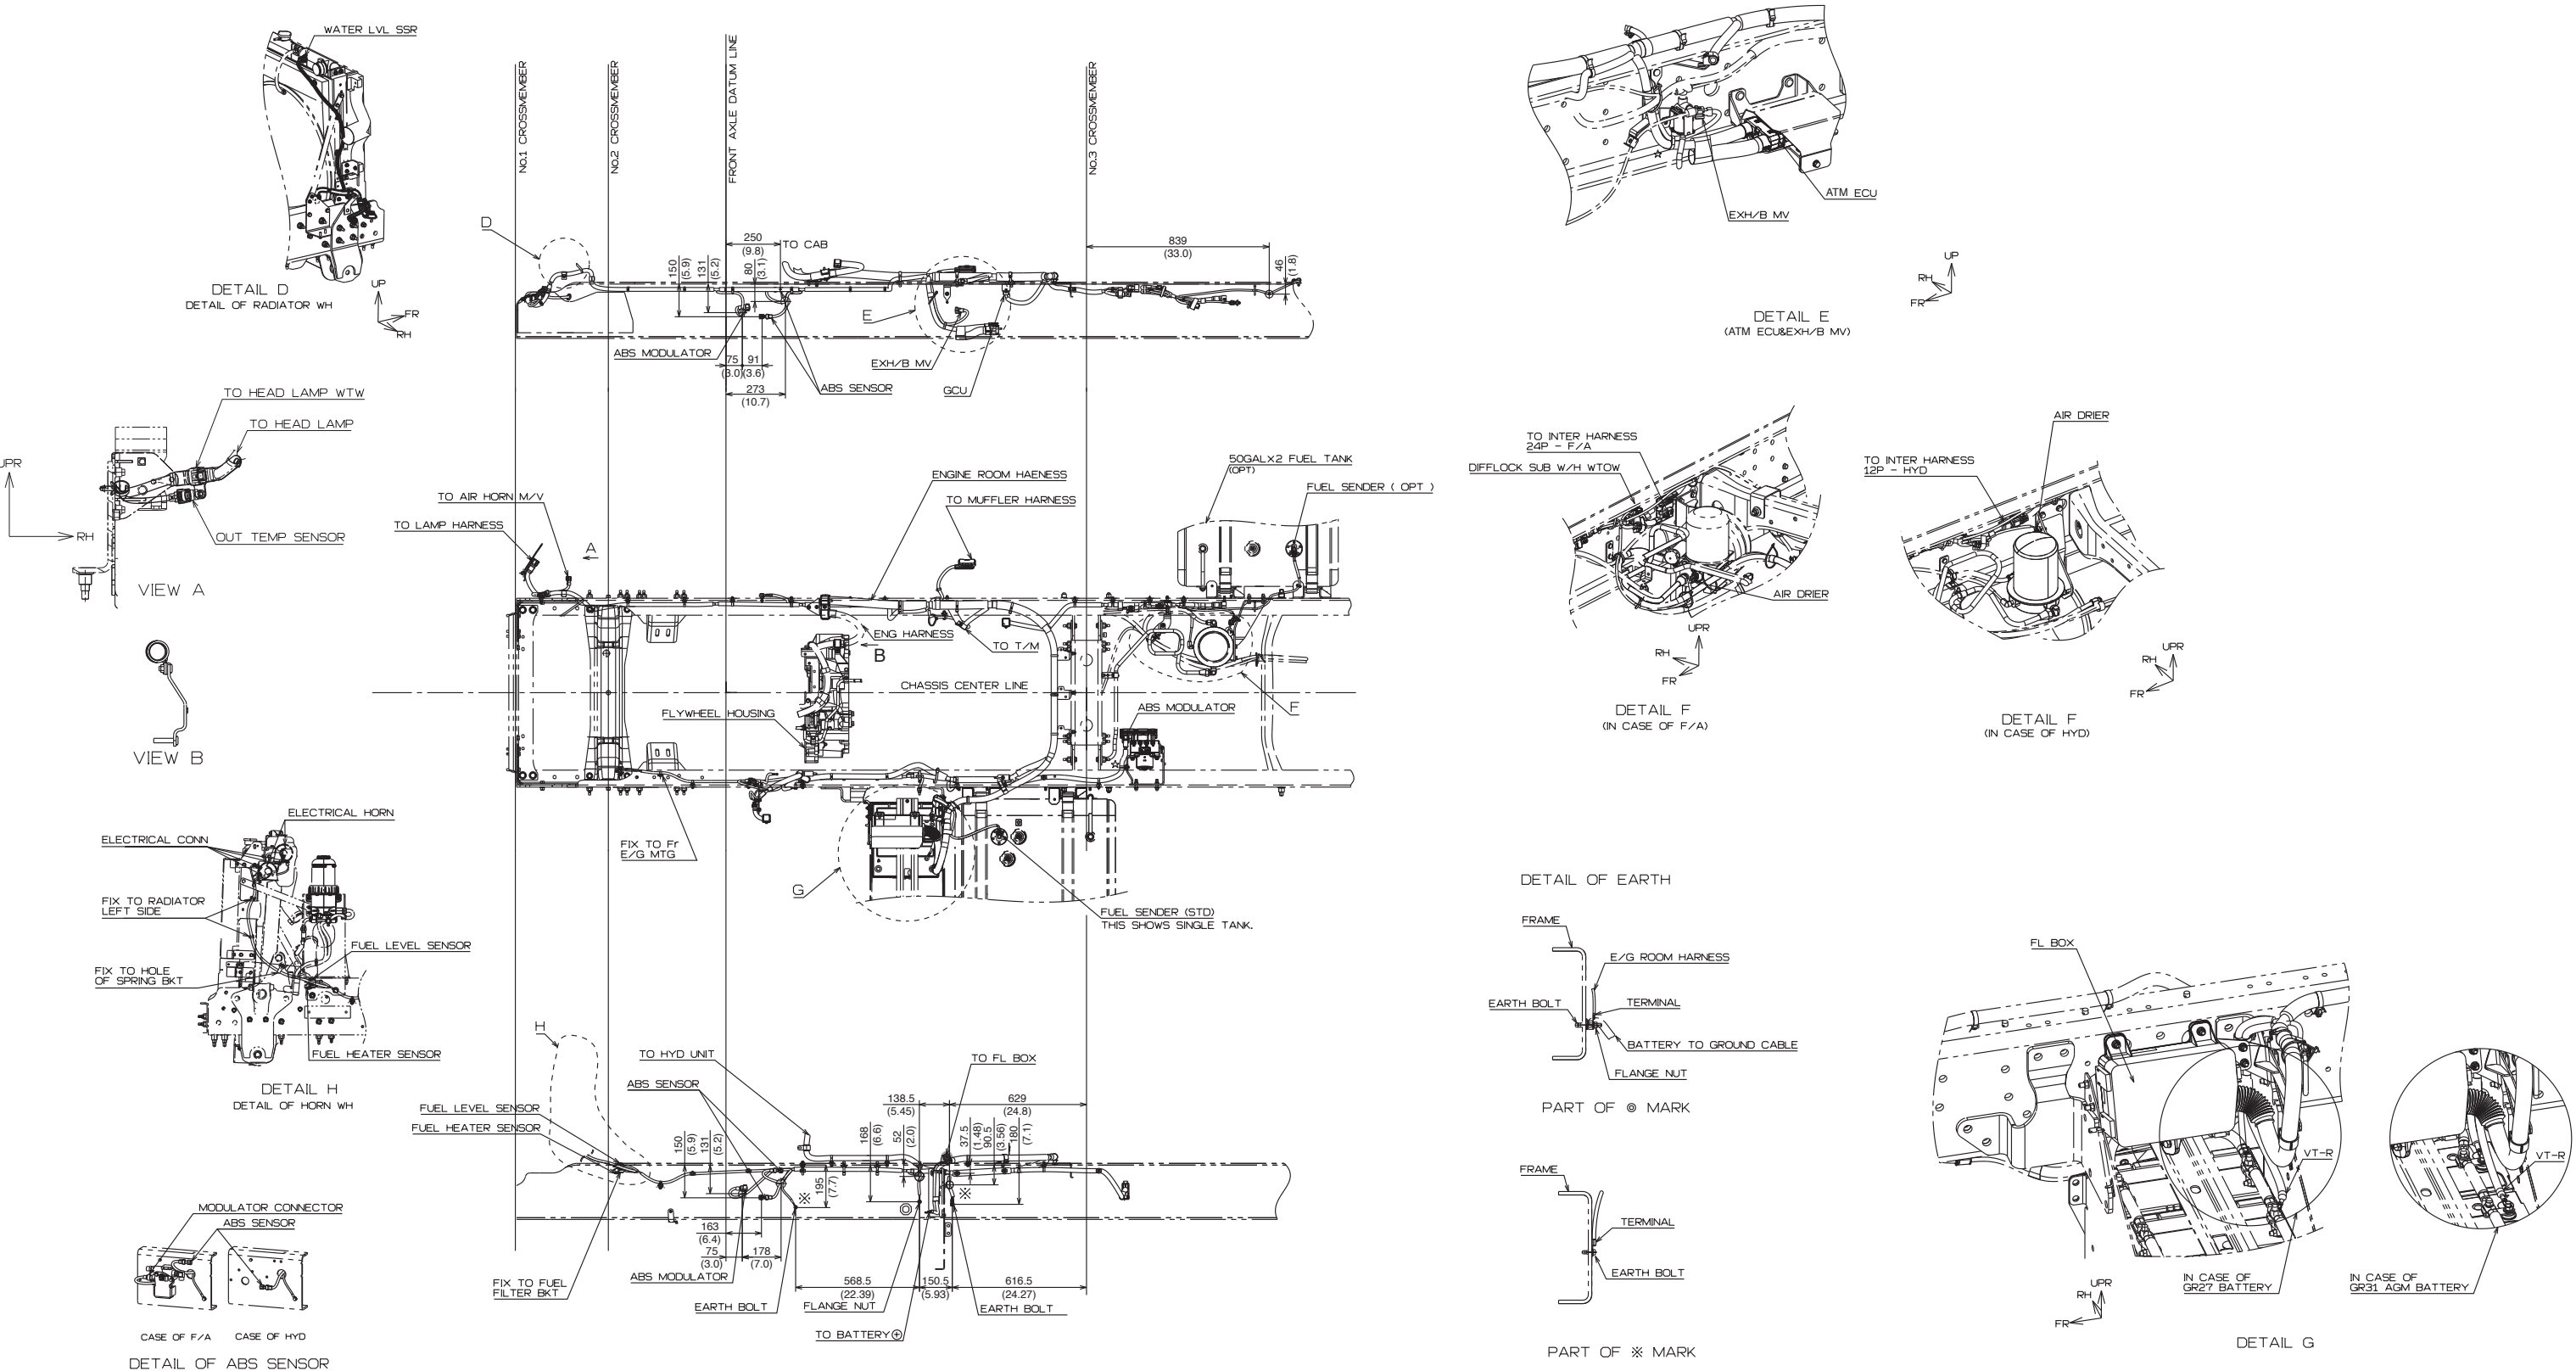 WATER LVL SSR
DETAIL D
DETAIL OF RADIATOR WH
UP
FR
RH
TO HEAD LAMP WTW
TO HEAD LAMP
UPR
RH
OUT TEMP SENSOR
VIEW A
VIEW B
ELECTRICAL HORN
ELECTRICAL CONN
FIX TO RADIATOR
LEFT SIDE
FUEL LEVEL SENSOR
FIX TO HOLE
OF SPRING BKT
FUEL HEATER SENSOR
DETAIL H
DETAIL OF HORN WH
MODULATOR CONNECTOR
ABS SENSOR
CASE OF F/A
CASE OF HYD
DETAIL OF ABS SENSOR
No.1 CROSSMEMBER
No.2 CROSSMEMBER
FRONT AXLE DATUM LINE
No.3 CROSSMEMBER
D
250
(9.8)
TO CAB
150
(5.9)
131
(5.2)
80
(3.1)
839
(33.0)
46
(1.8)
E
ABS MODULATOR
75
(3.0)
91
(3.6)
273
(10.7)
ABS SENSOR
EXH/B MV
GCU
50GALX2 FUEL TANK
(OPT)
FUEL SENDER ( OPT )
ENGINE ROOM HAENESS
TO MUFFLER HARNESS
TO AIR HORN M/V
TO LAMP HARNESS
A
ENG HARNESS
B
TO T/M
CHASSIS CENTER LINE
FLYWHEEL HOUSING
F
ABS MODULATOR
☆
FIX TO Fr
E/G MTG
G
FUEL SENDER (STD)
THIS SHOWS SINGLE TANK.
H
TO HYD UNIT
ABS SENSOR
TO FL BOX
FUEL LEVEL SENSOR
FUEL HEATER SENSOR
138.5
(5.45)
629
(24.8)
150
(5.9)
131
(5.2)
168
(6.6)
52
(2.0)
37.5
(1.48)
90.5
(3.56)
180
(7.1)
195
(7.7)
※
※
◎
163
(6.4)
75
(3.0)
178
(7.0)
FIX TO FUEL
FILTER BKT
ABS MODULATOR
568.5
(22.39)
150.5
(5.93)
616.5
(24.27)
EARTH BOLT
FLANGE NUT
EARTH BOLT
TO BATTERY⊕
☆
ATM ECU
EXH/B MV
DETAIL E
(ATM ECU&EXH/B MV)
UP
RH
FR
TO INTER HARNESS
24P - F/A
DIFFLOCK SUB W/H WTOW
AIR DRIER
UPR
RH
FR
DETAIL F
(IN CASE OF F/A)
AIR DRIER
TO INTER HARNESS
12P - HYD
UPR
RH
FR
DETAIL F
(IN CASE OF HYD)
DETAIL OF EARTH
FRAME
E/G ROOM HARNESS
EARTH BOLT
TERMINAL
BATTERY TO GROUND CABLE
FLANGE NUT
PART OF ◎ MARK
FRAME
TERMINAL
EARTH BOLT
PART OF ※ MARK
FL BOX
VT-R
VT-R
IN CASE OF
GR27 BATTERY
IN CASE OF
GR31 AGM BATTERY
UPR
RH
FR
DETAIL G